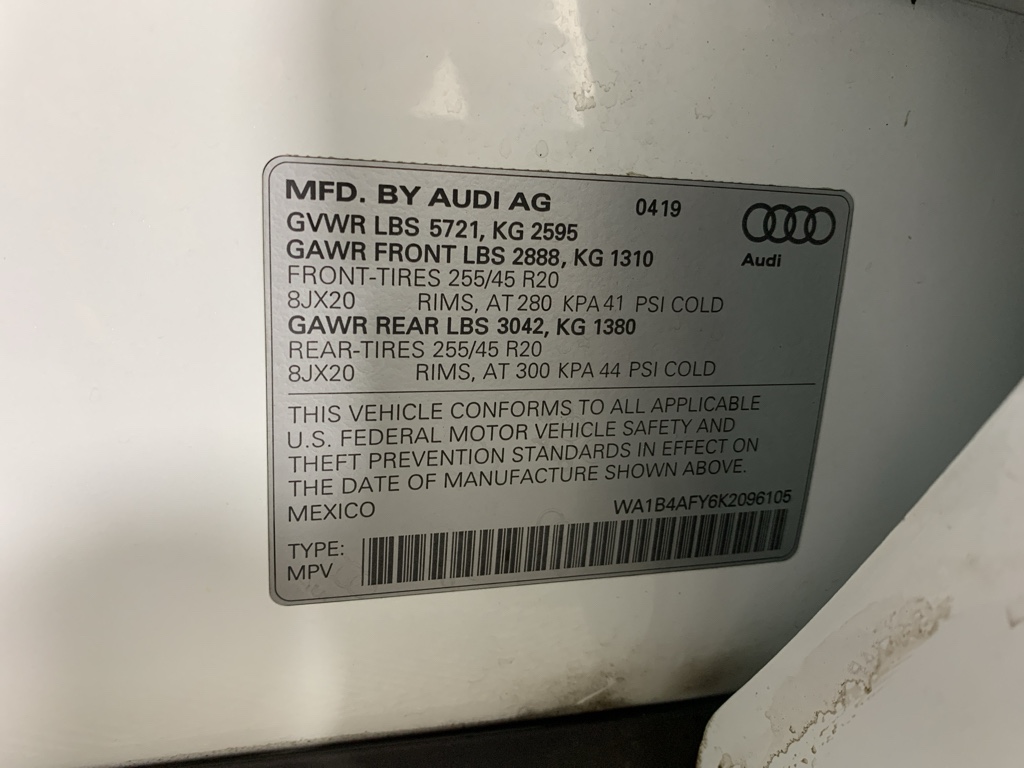 MFD. BY AUDI AG 0419
GVWR LBS 5721, KG 2595
GAWR FRONT LBS 2888, KG 1310
Audi
FRONT-TIRES 255/45 R20
8JX20 RIMS, AT 280 KPA 41 PSI COLD
GAWR REAR LBS 3042, KG 1380
REAR-TIRES 255/45 R20
8JX20 RIMS, AT 300 KPA 44 PSI COLD
THIS VEHICLE CONFORMS TO ALL APPLICABLE
U.S. FEDERAL MOTOR VEHICLE SAFETY AND
THEFT PREVENTION STANDARDS IN EFFECT ON
THE DATE OF MANUFACTURE SHOWN ABOVE.
MEXICO WA1B4AFY6K2096105
TYPE:
MPV